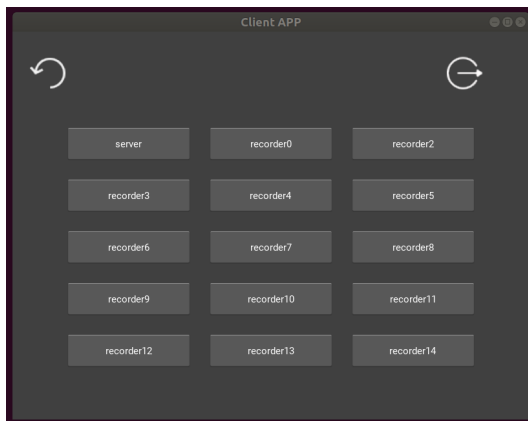 Client APP
server recorder0 recorder2
recorder3 recorder4 recorder5
recorder6 recorder7 recorder8
recorder9 recorder10 recorder11
recorder12 recorder13 recorder14